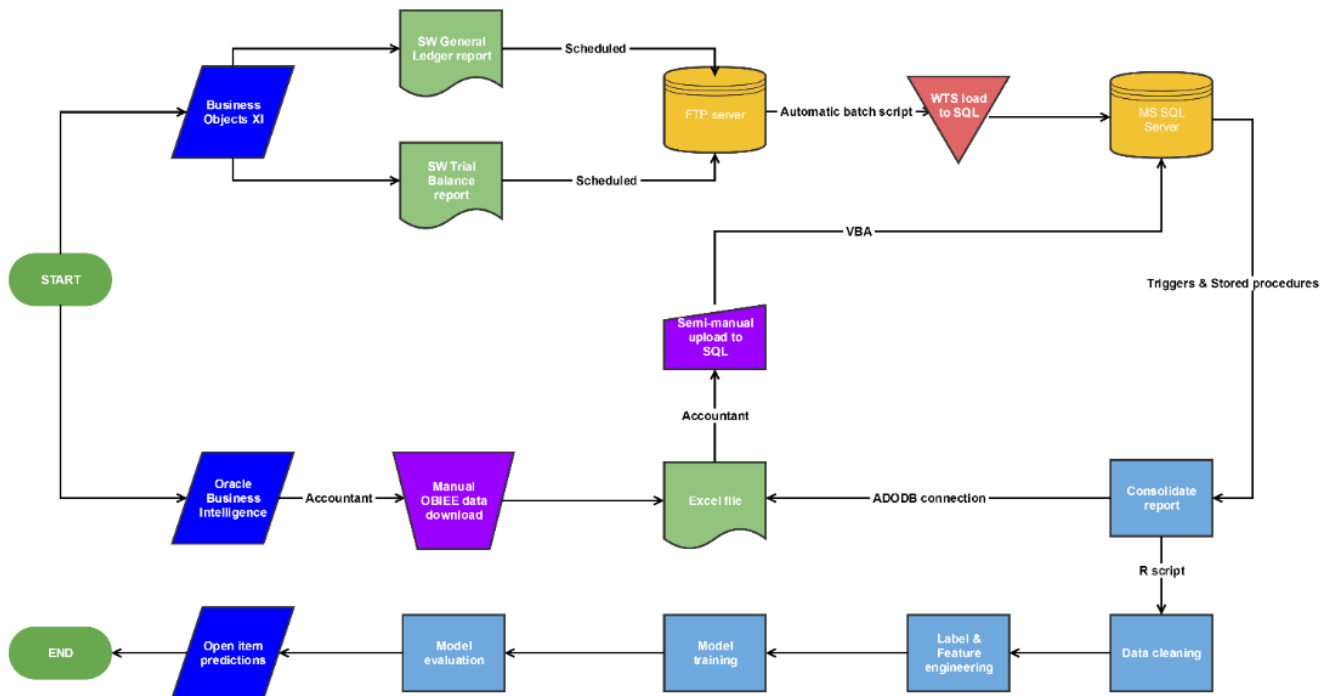 SW General
Ledger report
Scheduled
Business
Objects XI
FTP server
Automatic batch script
WTS load
to SQL
MS SQL
Server
SW Trial
Balance
report
Scheduled
VBA
START
Triggers & Stored procedures
Semi-manual
upload to
SQL
Accountant
Oracle
Business
Intelligence
Accountant
Manual
OBIEE data
download
Excel file
ADODB connection
Consolidate
report
R script
END
Open item
predictions
Model
evaluation
Model
training
Label &
Feature
engineering
Data cleaning